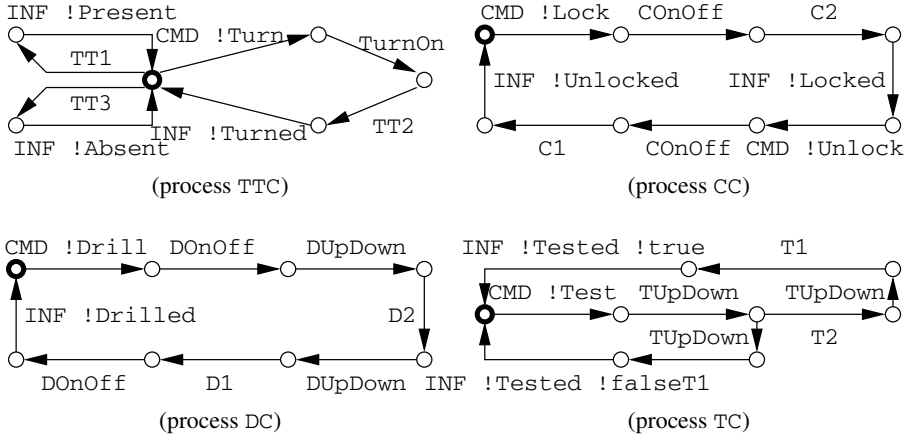 INF !Present
CMD !Turn
TurnOn
TT1
TT3
TT2
INF !Turned
INF !Absent
(process TTC)
CMD !Lock COnOff C2
INF !Unlocked INF !Locked
C1 COnOff CMD !Unlock
(process CC)
CMD !Drill DOnOff DUpDown
INF !Drilled D2
DOnOff D1 DUpDown
(process DC)
INF !Tested !true T1
CMD !Test TUpDown TUpDown
TUpDown T2
INF !Tested !false T1
(process TC)